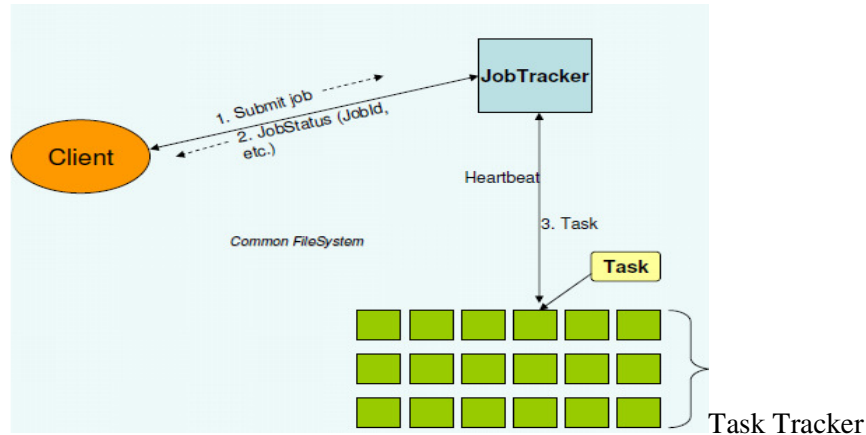 JobTracker
1. Submit job
2. JobStatus (JobId,
etc.)
Client
Heartbeat
3. Task
Common FileSystem
Task
Task Tracker